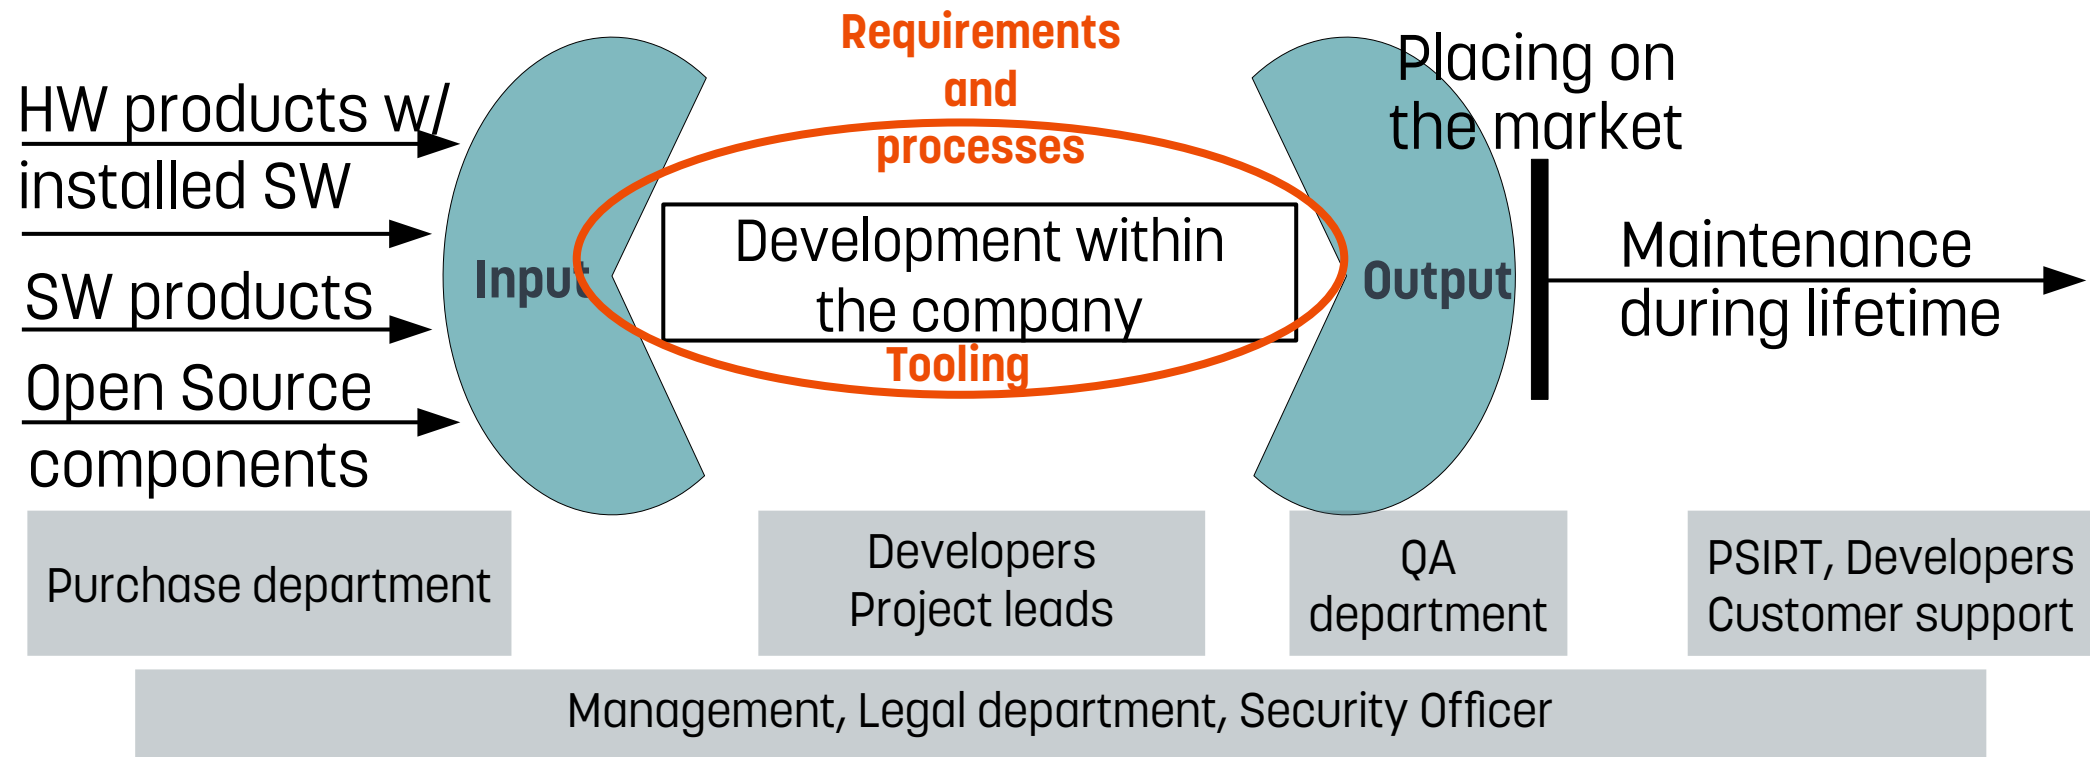 Requirements
and
processes
Placing on
the market
HW products w/
installed SW
SW products
Open Source
components
Input
Development within
the company
Tooling
Output
Maintenance
during lifetime
Purchase department
Developers
Project leads
QA
department
PSIRT, Developers
Customer support
Management, Legal department, Security Officer